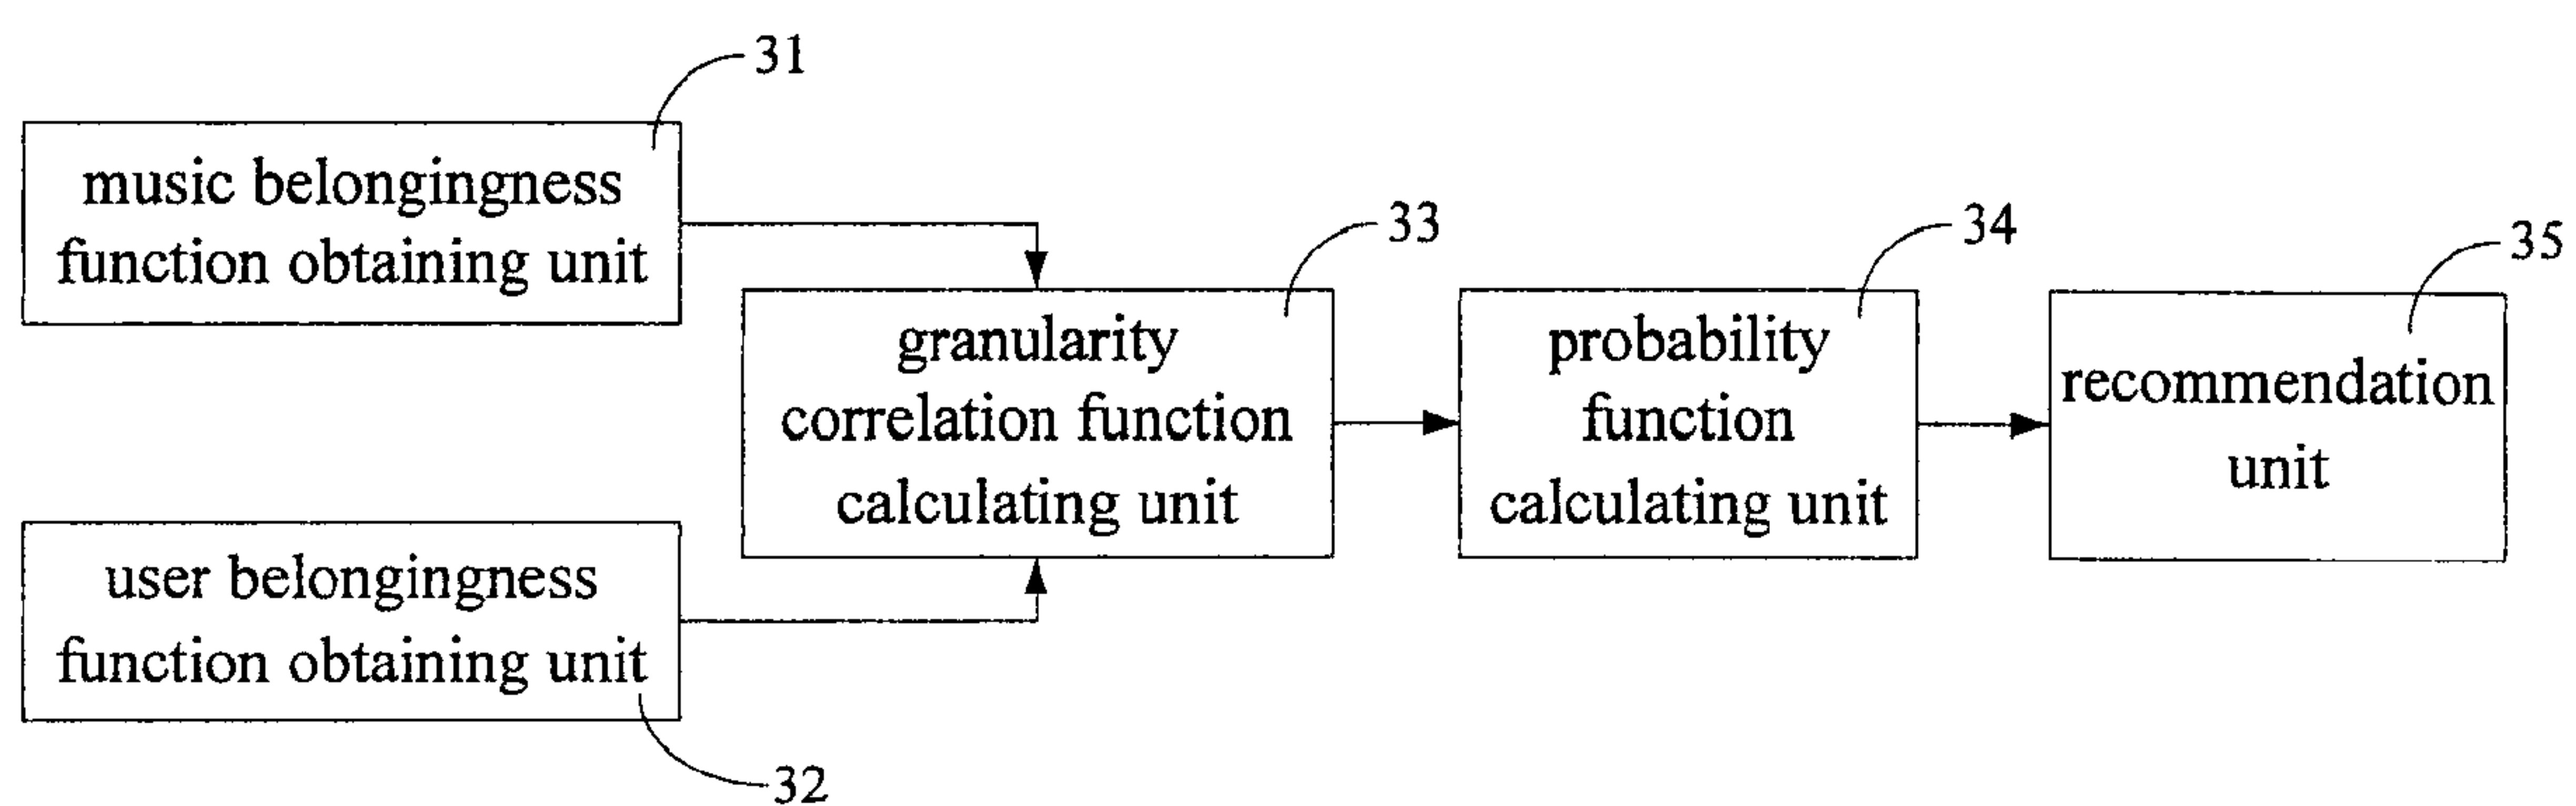 31
music belongingness
function obtaining unit
33
34
35
granularity
correlation function
calculating unit
probability
function
calculating unit
recommendation
unit
user belongingness
function obtaining unit
32